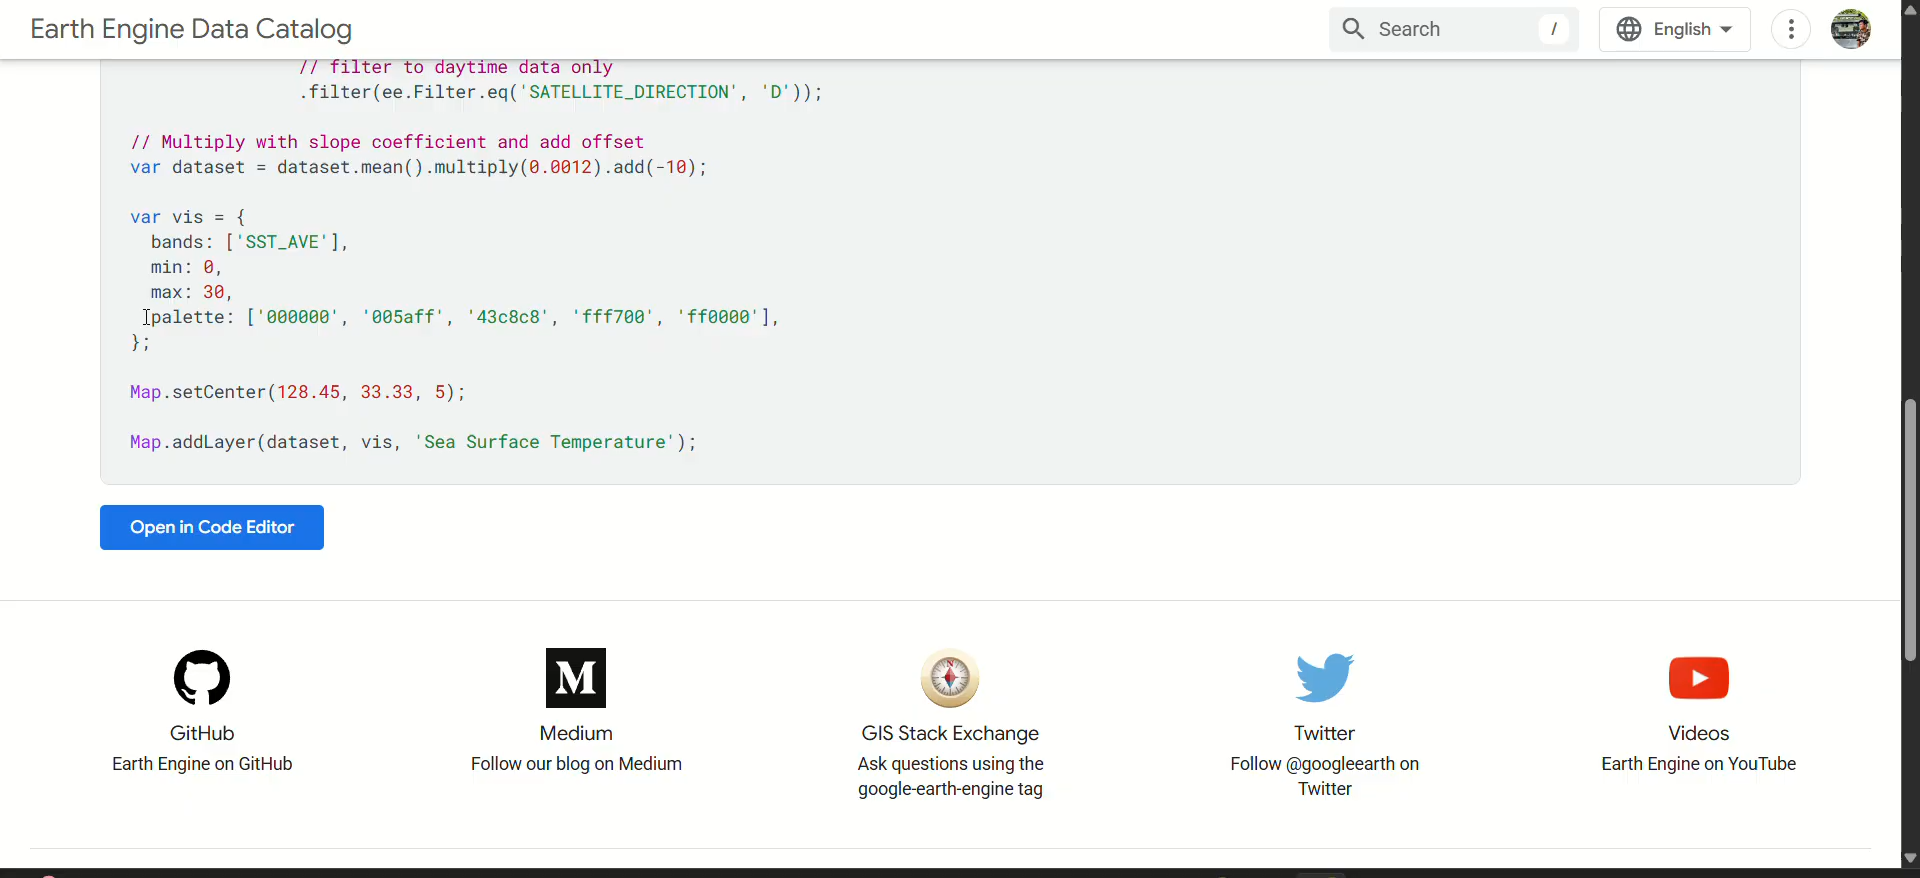 Earth Engine Data Catalog
Search /
English
// filter to daytime data only
.filter(ee.Filter.eq('SATELLITE_DIRECTION', 'D'));
// Multiply with slope coefficient and add offset
var dataset = dataset.mean().multiply(0.0012).add(-10);
var vis = {
bands: ['SST_AVE'],
min: 0,
max: 30,
palette: ['000000', '005aff', '43c8c8', 'fff700', 'ff0000'],
};
Map.setCenter(128.45, 33.33, 5);
Map.addLayer(dataset, vis, 'Sea Surface Temperature');
Open in Code Editor
GitHub
Earth Engine on GitHub
M
Medium
Follow our blog on Medium
N
GIS Stack Exchange
Ask questions using the
google-earth-engine tag
Twitter
Follow @googleearth on
Twitter
Videos
Earth Engine on YouTube